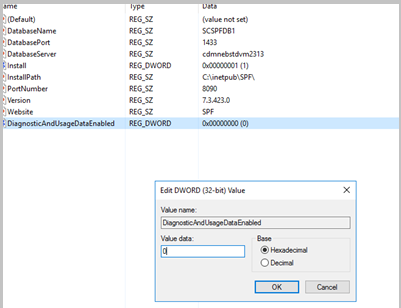 ame Type Data
(Default) REG_SZ (value not set)
DatabaseName REG_SZ SCSPFDB1
DatabasePort REG_SZ 1433
DatabaseServer REG_SZ cdmnebstdvm2313
Install REG_DWORD 0x00000001 (1)
InstallPath REG_SZ C:\inetpub\SPF\
PortNumber REG_SZ 8090
Version REG_SZ 7.3.423.0
Website REG_SZ SPF
DiagnosticAndUsageDataEnabled REG_DWORD 0x00000000 (0)
Edit DWORD (32-bit) Value
Value name:
DiagnosticAndUsageDataEnabled
Value data: Base
0 Hexadecimal
Decimal
OK Cancel